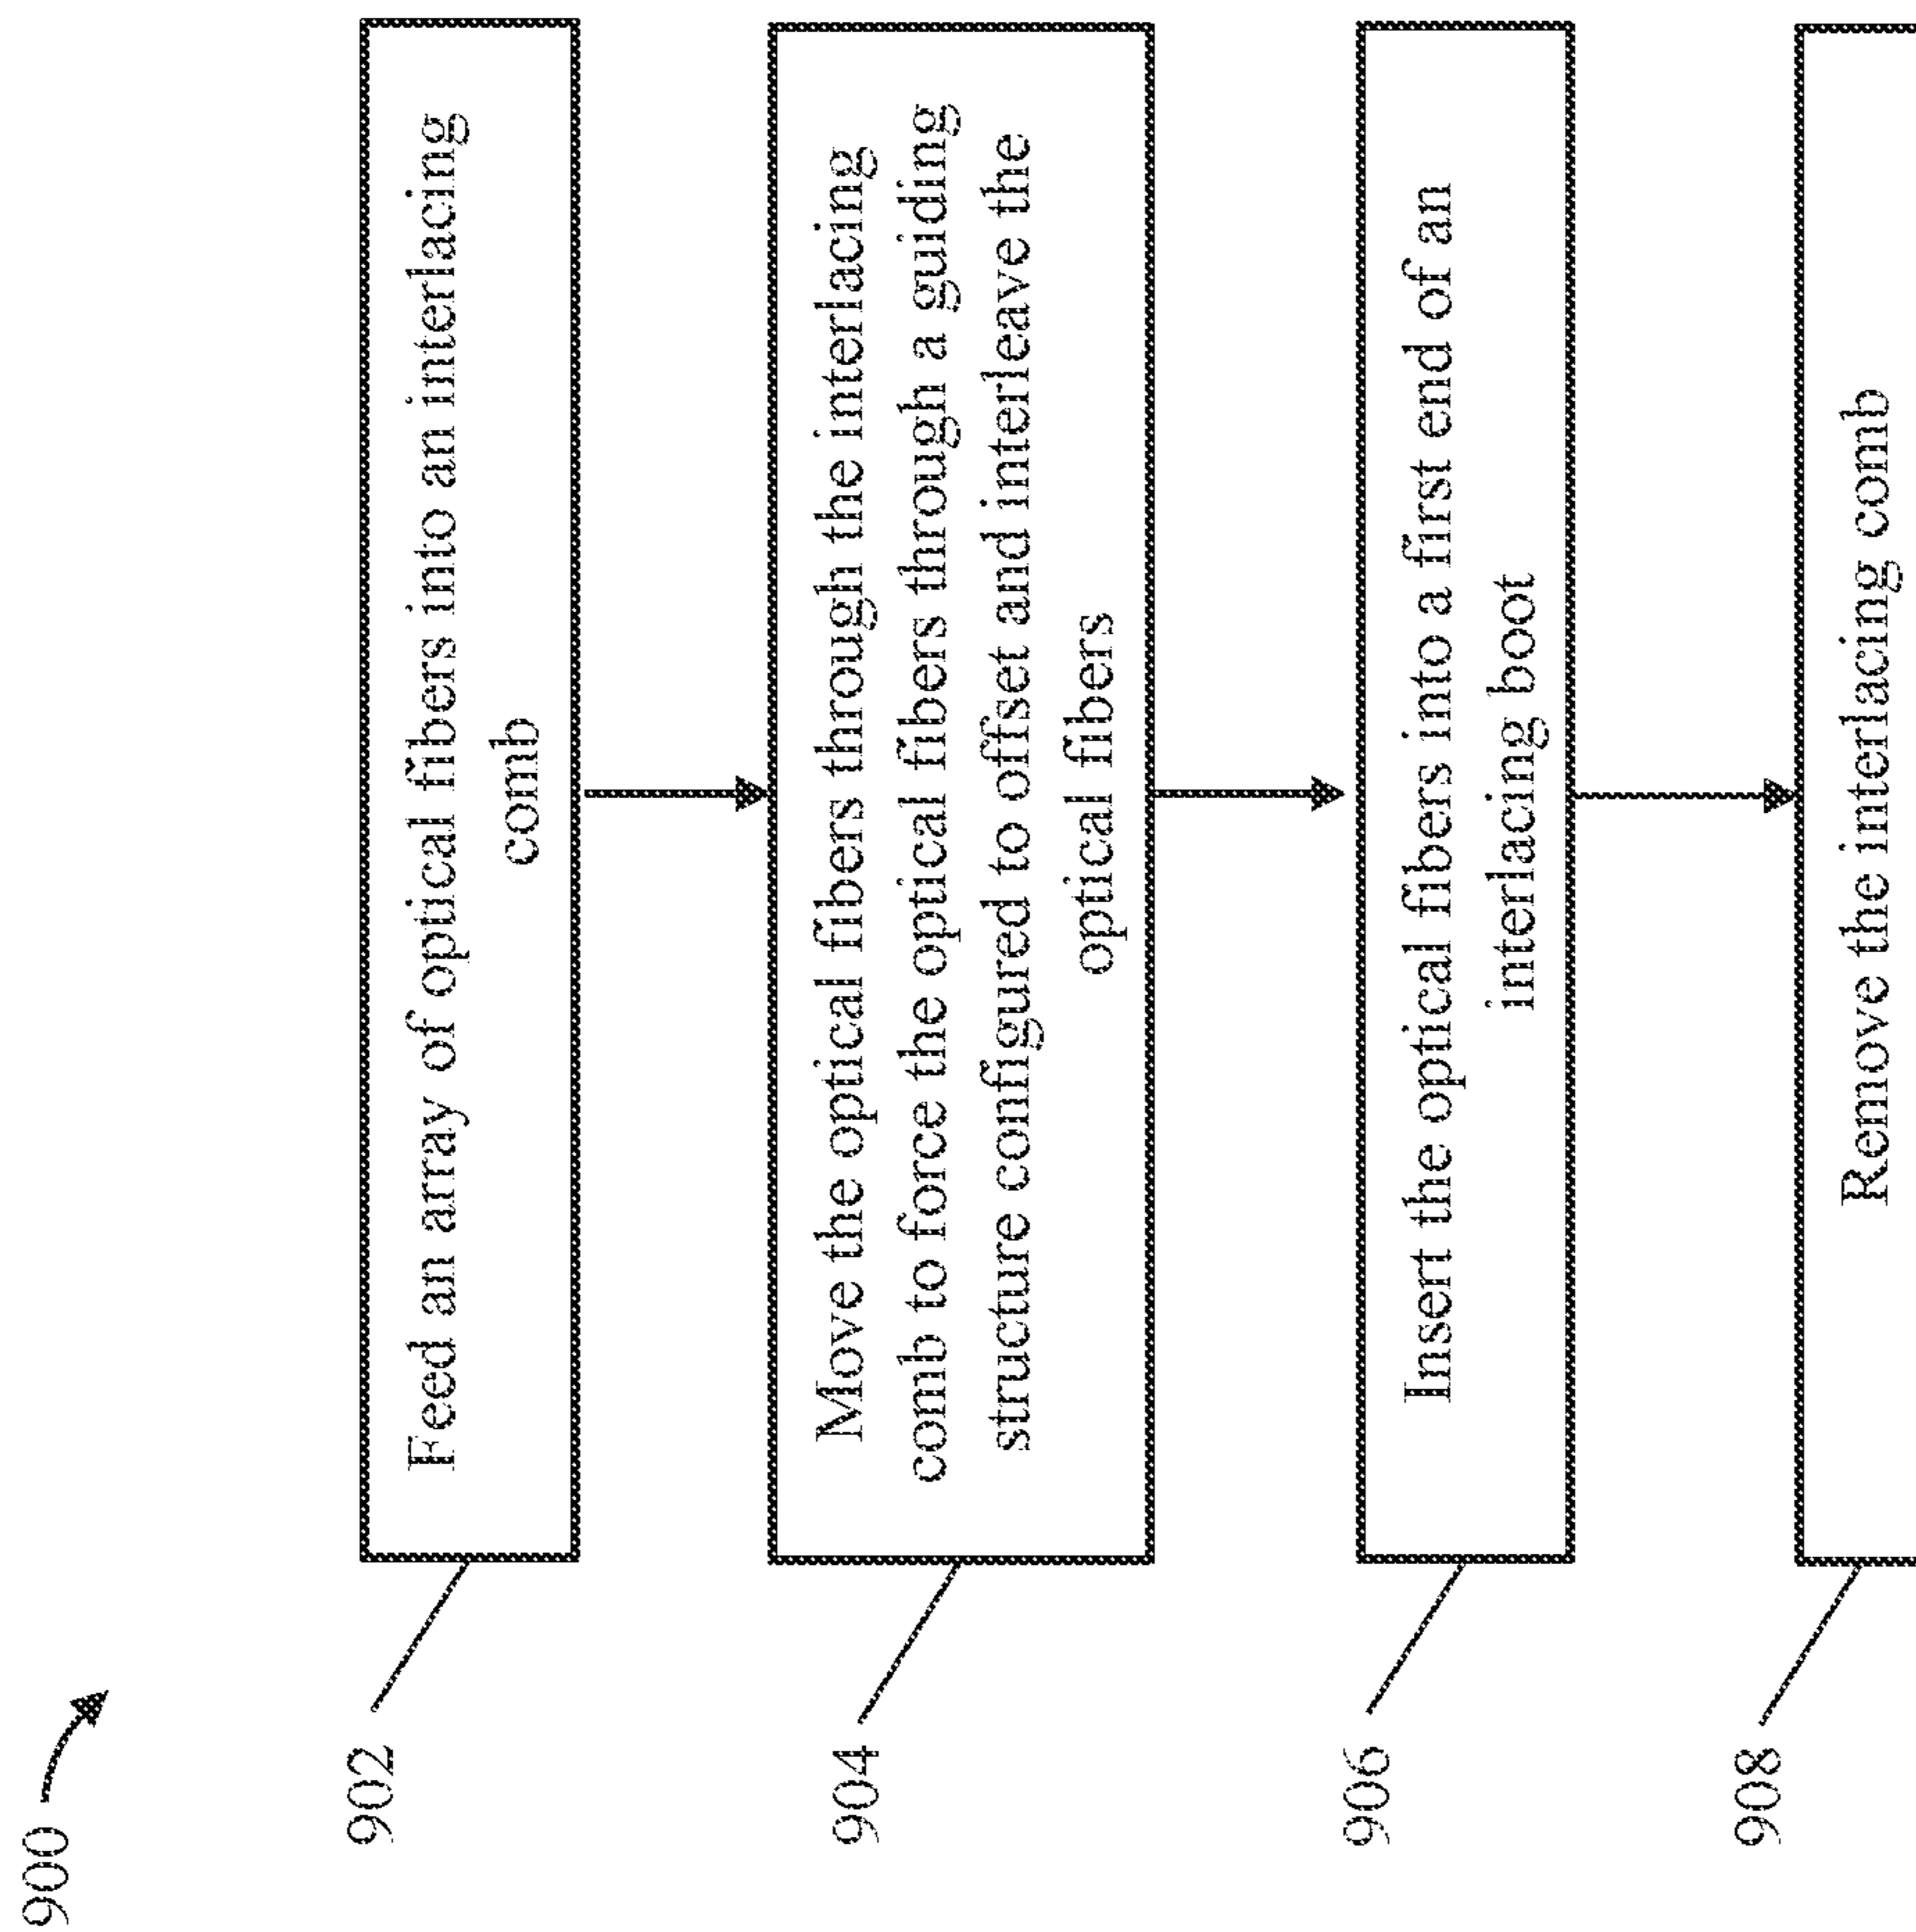 900
902
Feed an array of optical fibers into an interlacing
comb
904
Move the optical fibers through the interlacing
comb to force the optical fibers through a guiding
structure configured to offset and interleave the
optical fibers
906
Insert the optical fibers into a first end of an
interlacing boot
908
Remove the interlacing comb